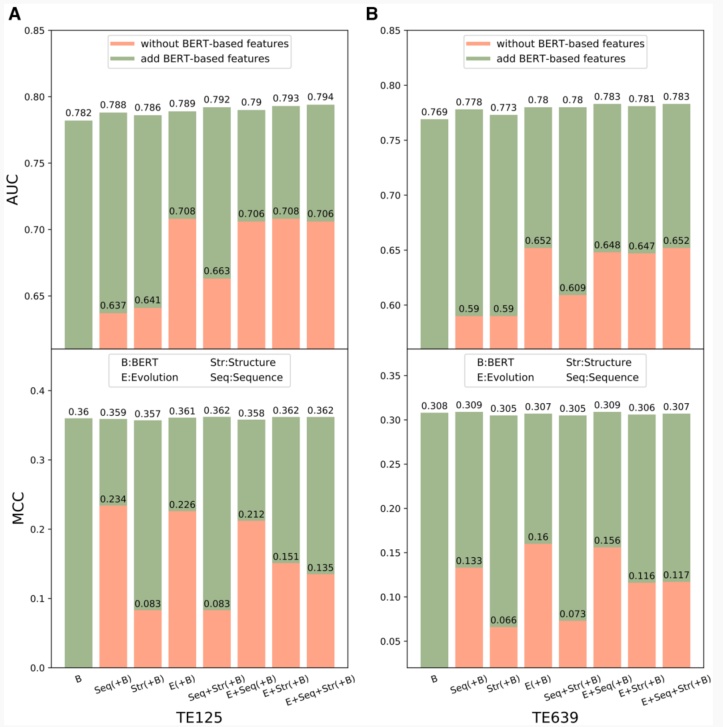 A
B
0.85
0.80
0.75
0.70
0.65
AUC
without BERT-based features
add BERT-based features
0.782
0.788
0.786
0.789
0.792
0.79
0.793
0.794
0.637
0.641
0.708
0.663
0.706
0.708
0.706
0.85
0.80
0.75
0.70
0.65
0.60
without BERT-based features
add BERT-based features
0.769
0.778
0.773
0.78
0.78
0.783
0.781
0.783
0.59
0.59
0.652
0.609
0.648
0.647
0.652
0.4
0.3
0.2
0.1
0.0
MCC
B:BERT Str:Structure
E:Evolution Seq:Sequence
0.36
0.359
0.357
0.361
0.362
0.358
0.362
0.362
0.234
0.083
0.226
0.083
0.212
0.151
0.135
B
Seq(+B)
Str(+B)
E(+B)
Seq+Str(+B)
E+Seq(+B)
E+Str(+B)
E+Seq+Str(+B)
TE125
0.35
0.30
0.25
0.20
0.15
0.10
0.05
B:BERT Str:Structure
E:Evolution Seq:Sequence
0.308
0.309
0.305
0.307
0.305
0.309
0.306
0.307
0.133
0.066
0.16
0.073
0.156
0.116
0.117
B
Seq(+B)
Str(+B)
E(+B)
Seq+Str(+B)
E+Seq(+B)
E+Str(+B)
E+Seq+Str(+B)
TE639